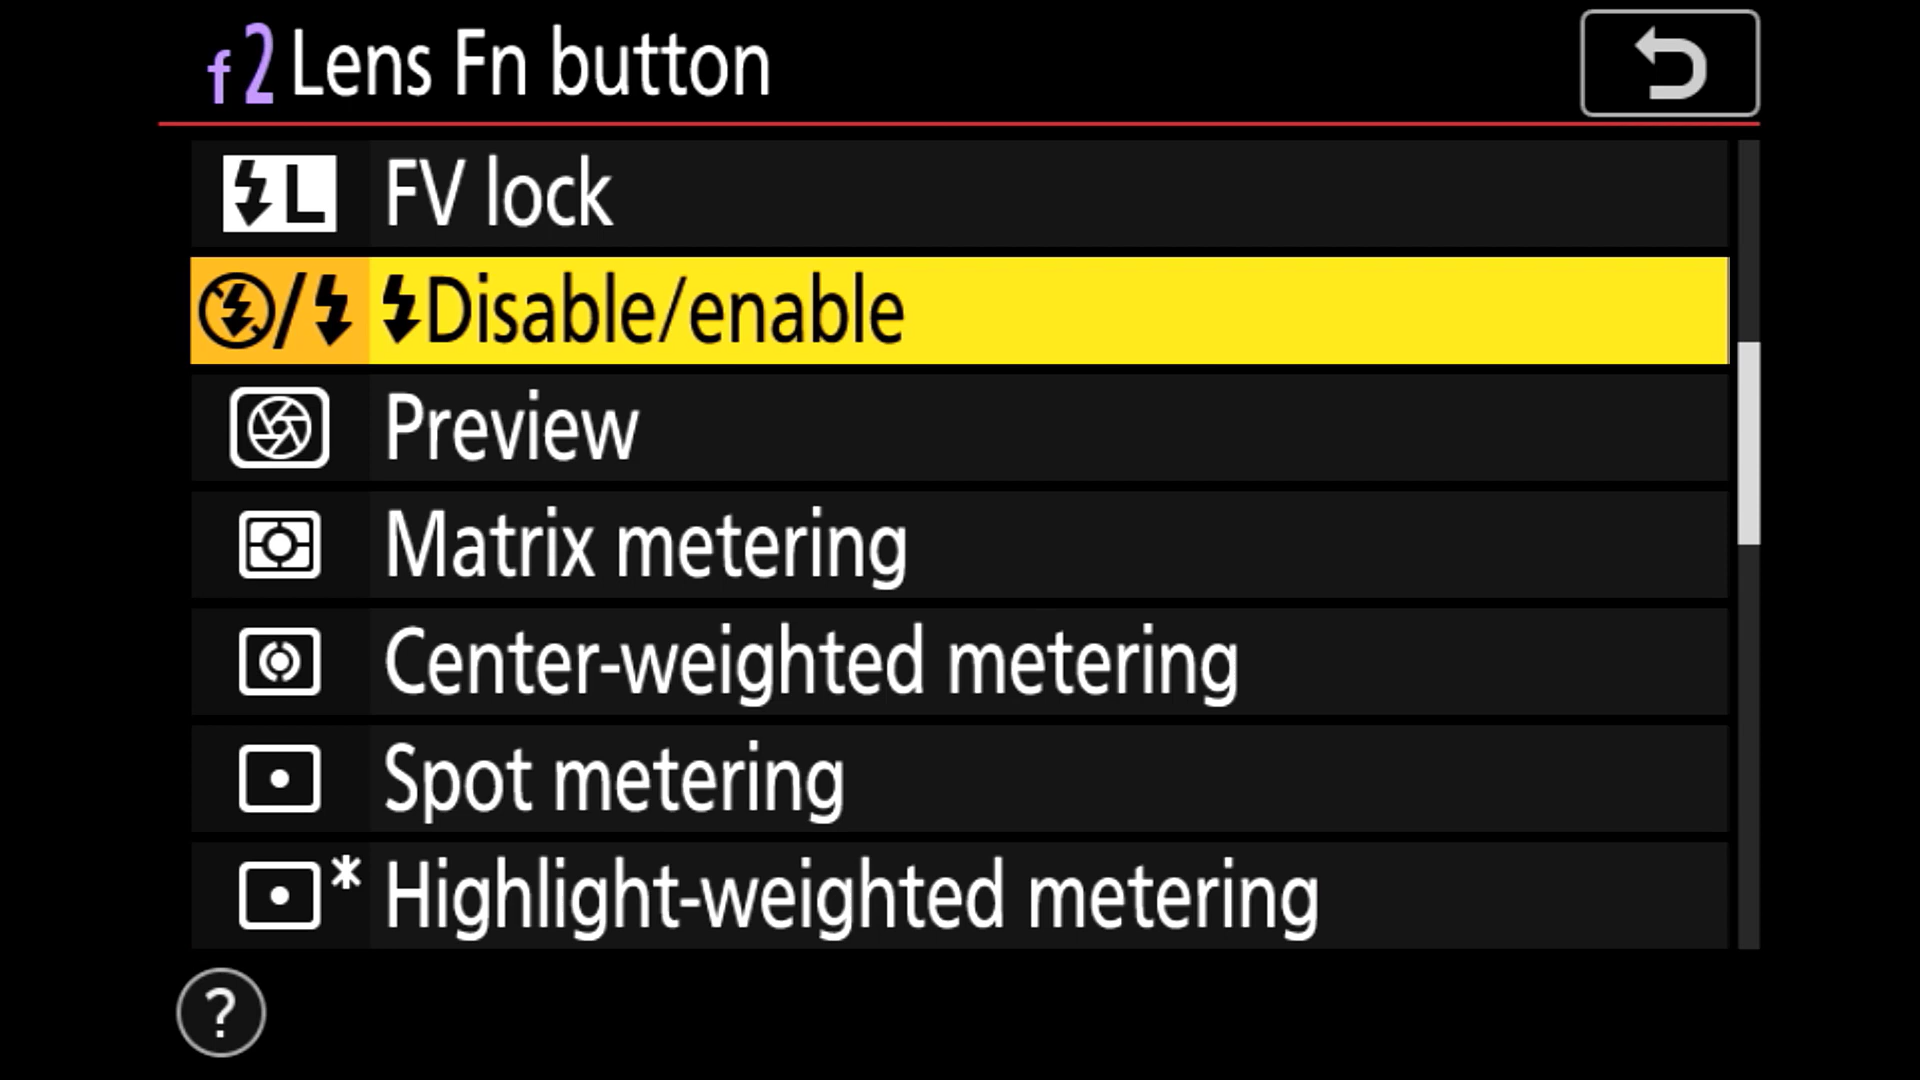 f2 Lens Fn button
L FV lock
/ Disable/enable
Preview
Matrix metering
Center-weighted metering
Spot metering
* Highlight-weighted metering
?